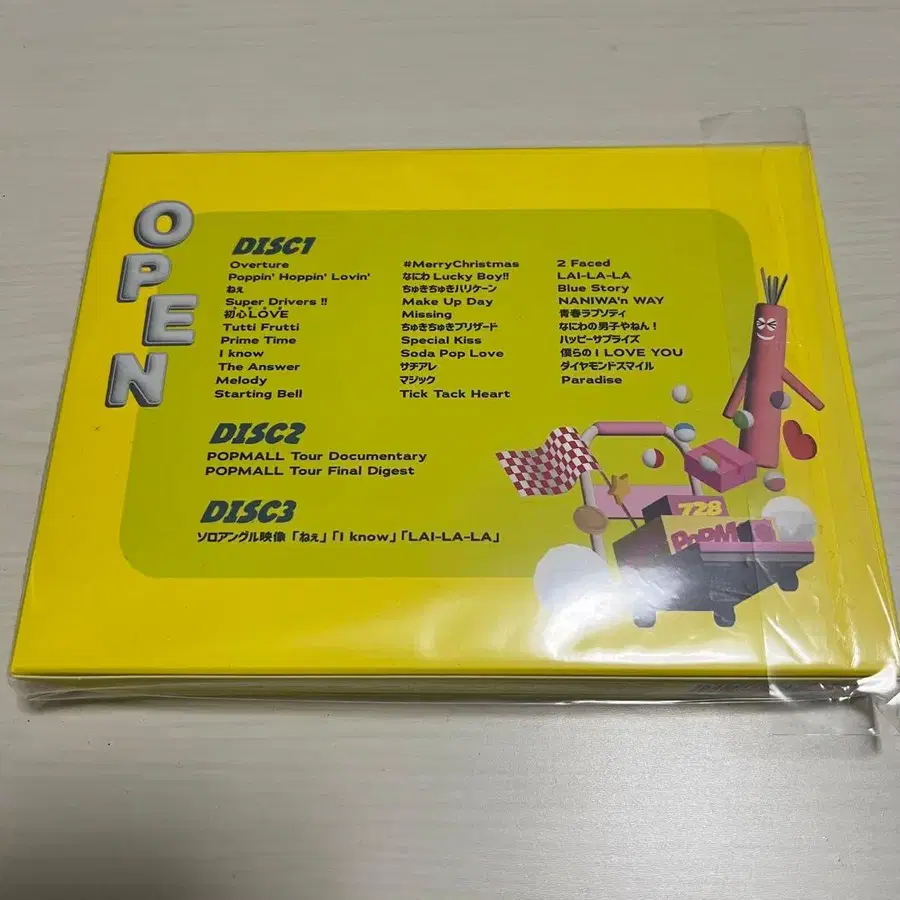 OPEN
DISC1
Overture
Poppin' Hoppin' Lovin'
ねぇ
Super Drivers !!
初心LOVE
Tutti Frutti
Prime Time
I know
The Answer
Melody
Starting Bell
#MerryChristmas
なにわ Lucky Boy!!
ちゅきちゅきハリケーン
Make Up Day
Missing
ちゅきちゅきブリザード
Special Kiss
Soda Pop Love
サチアレ
マジック
Tick Tack Heart
2 Faced
LAI-LA-LA
Blue Story
NANIWA'n WAY
青春ラプソディ
なにわの男子やねん！
ハッピーサプライズ
僕らの I LOVE YOU
ダイヤモンドスマイル
Paradise
DISC2
POPMALL Tour Documentary
POPMALL Tour Final Digest
DISC3
ソロアングル映像「ねぇ」「I know」「LAI-LA-LA」
728
POPM